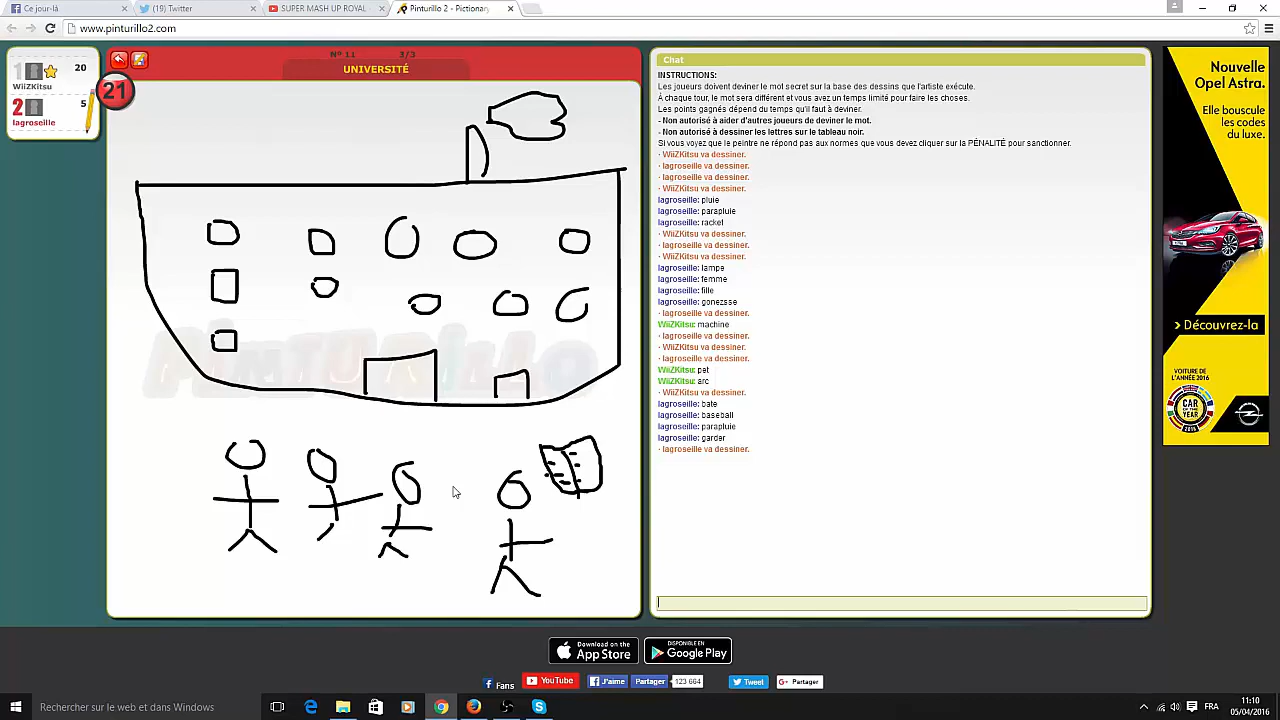 Ce jour-là
(19) Twitter
SUPER MASH UP ROYAL -
Pinturillo 2 - Pictionary
www.pinturillo2.com
1 20
WiiZKitsu
2 5
lagroseille
21
Nº 11 3/3
UNIVERSITÉ
Chat
INSTRUCTIONS:
Les joueurs doivent deviner le mot secret sur la base des dessins que l'artiste exécute.
À chaque tour, le mot sera différent et vous avez un temps limité pour faire les choses.
Les points gagnés dépend du temps qu'il faut à deviner.
- Non autorisé à aider d'autres joueurs de deviner le mot.
- Non autorisé à dessiner les lettres sur le tableau noir.
Si vous voyez que le peintre ne répond pas aux normes que vous devez cliquer sur la PÉNALITÉ pour sanctionner.
· WiiZKitsu va dessiner.
· lagroseille va dessiner.
· lagroseille va dessiner.
· WiiZKitsu va dessiner.
lagroseille: pluie
lagroseille: parapluie
lagroseille: racket
· WiiZKitsu va dessiner.
· lagroseille va dessiner.
· WiiZKitsu va dessiner.
lagroseille: lampe
lagroseille: femme
lagroseille: fille
lagroseille: gonezsse
· lagroseille va dessiner.
WiiZKitsu: machine
· lagroseille va dessiner.
· WiiZKitsu va dessiner.
· lagroseille va dessiner.
WiiZKitsu: pet
WiiZKitsu: arc
· WiiZKitsu va dessiner.
lagroseille: bate
lagroseille: baseball
lagroseille: parapluie
lagroseille: garder
· lagroseille va dessiner.
Nouvelle
Opel Astra.
Elle bouscule
les codes
du luxe.
> Découvrez-la
VOITURE DE
L'ANNÉE 2016
CAR
OF THE
YEAR
2016
Download on the
App Store
DISPONIBLE EN
Google Play
Fans
YouTube
J'aime
Partager
123 664
Tweet
G+ Partager
Rechercher sur le web et dans Windows
FRA
11:10
05/04/2016